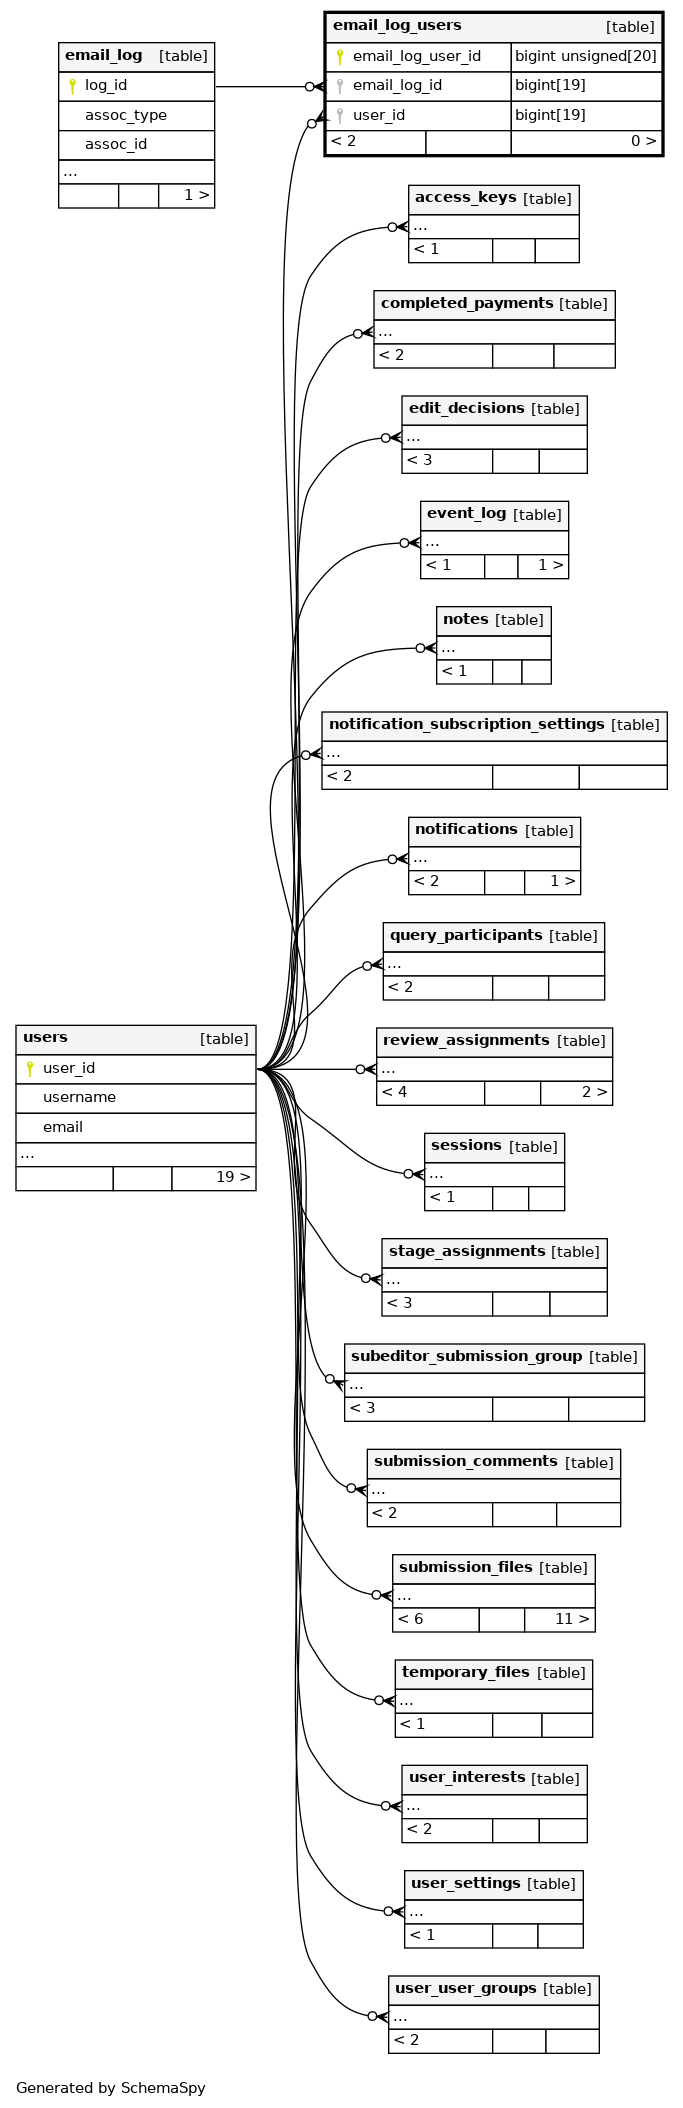 email_log [table]
log_id
assoc_type
assoc_id
...
1 >
email_log_users [table]
email_log_user_id bigint unsigned[20]
email_log_id bigint[19]
user_id bigint[19]
< 2 0 >
access_keys [table]
...
< 1
completed_payments [table]
...
< 2
edit_decisions [table]
...
< 3
event_log [table]
...
< 1 1 >
notes [table]
...
< 1
notification_subscription_settings [table]
...
< 2
notifications [table]
...
< 2 1 >
query_participants [table]
...
< 2
users [table]
user_id
username
email
...
19 >
review_assignments [table]
...
< 4 2 >
sessions [table]
...
< 1
stage_assignments [table]
...
< 3
subeditor_submission_group [table]
...
< 3
submission_comments [table]
...
< 2
submission_files [table]
...
< 6 11 >
temporary_files [table]
...
< 1
user_interests [table]
...
< 2
user_settings [table]
...
< 1
user_user_groups [table]
...
< 2
Generated by SchemaSpy